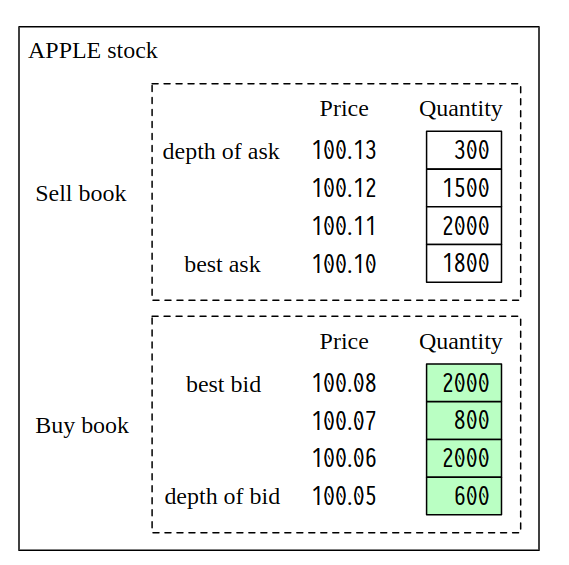 APPLE stock
Price Quantity
depth of ask 100.13 300
Sell book
100.12 1500
100.11 2000
best ask 100.10 1800
Price Quantity
best bid 100.08 2000
100.07 800
Buy book
100.06 2000
depth of bid 100.05 600